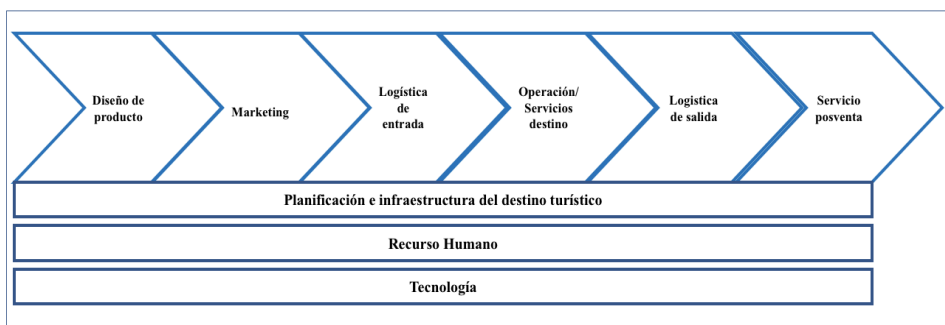 Diseño de
producto
Marketing
Logística
de
entrada
Operación/
Servicios
destino
Logistica
de salida
Servicio
posventa
Planificación e infraestructura del destino turístico
Recurso Humano
Tecnología